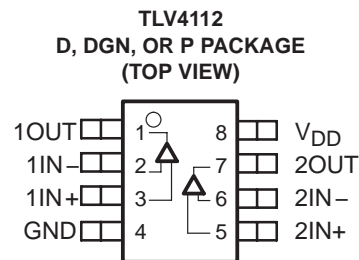 TLV4112
D, DGN, OR P PACKAGE
(TOP VIEW)
1OUT 1 8 VDD
1IN− 2 7 2OUT
1IN+ 3 6 2IN−
GND 4 5 2IN+